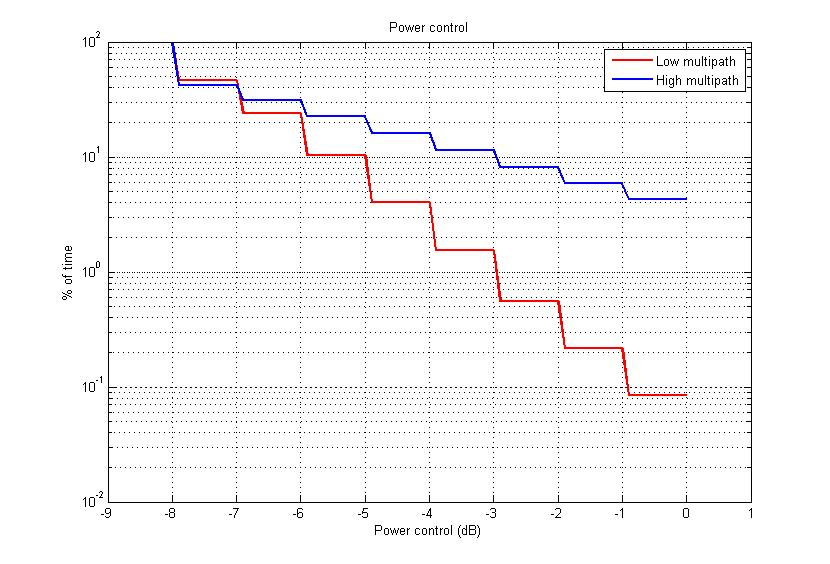 Power control
Low multipath
High multipath
10^2
10^1
10^0
10^-1
10^-2
% of time
-9 -8 -7 -6 -5 -4 -3 -2 -1 0 1
Power control (dB)